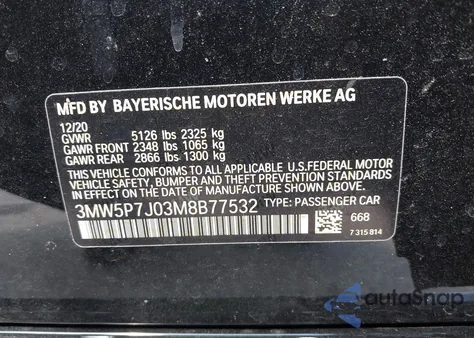 MFD BY BAYERISCHE MOTOREN WERKE AG
12/20
GVWR 5126 lbs 2325 kg
GAWR FRONT 2348 lbs 1065 kg
GAWR REAR 2866 lbs 1300 kg
THIS VEHICLE CONFORMS TO ALL APPLICABLE U.S.FEDERAL MOTOR
VEHICLE SAFETY, BUMPER AND THEFT PREVENTION STANDARDS
IN EFFECT ON THE DATE OF MANUFACTURE SHOWN ABOVE.
3MW5P7J03M8B77532 TYPE: PASSENGER CAR
668
7 315 814
autoSnap